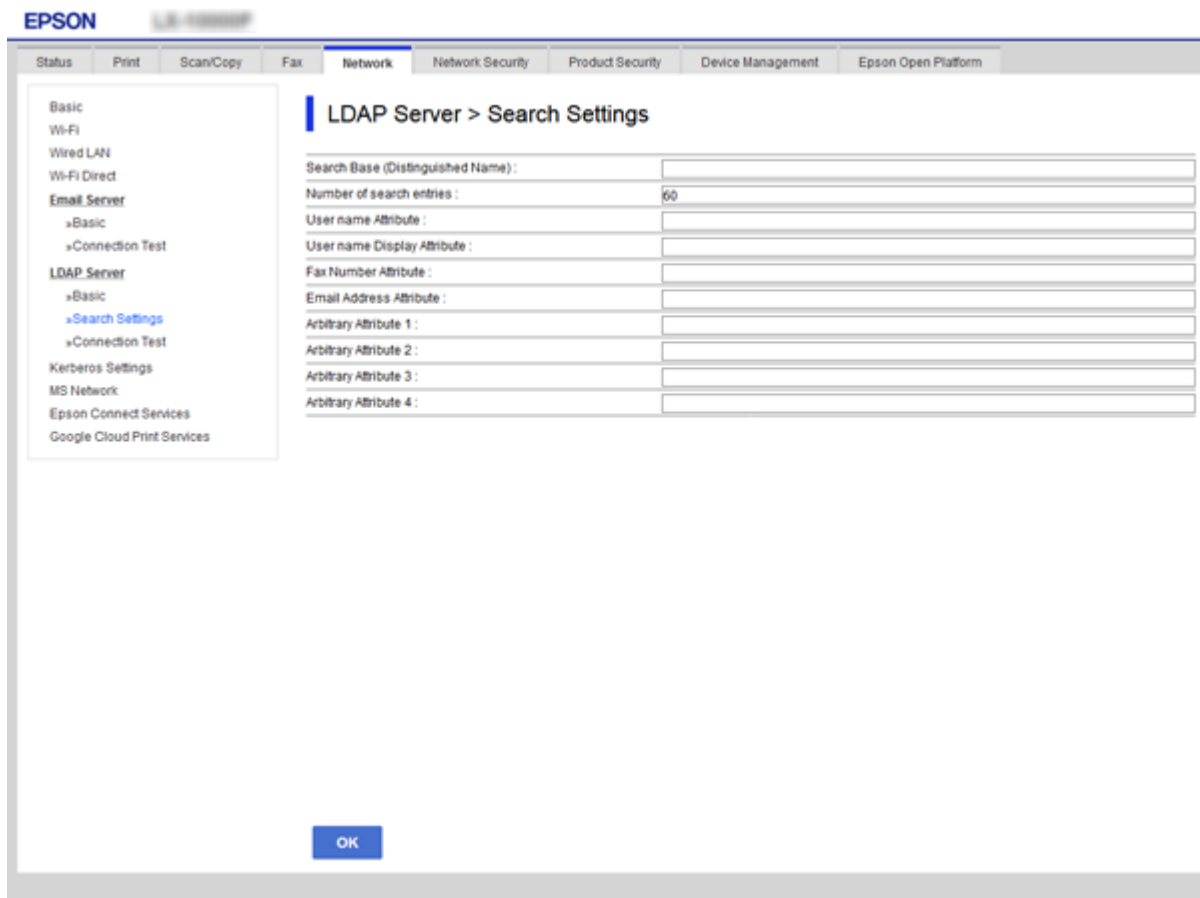 EPSON
Status Print Scan/Copy Fax Network Network Security Product Security Device Management Epson Open Platform
Basic
Wi-Fi
Wired LAN
Wi-Fi Direct
Email Server
»Basic
»Connection Test
LDAP Server
»Basic
»Search Settings
»Connection Test
Kerberos Settings
MS Network
Epson Connect Services
Google Cloud Print Services
LDAP Server > Search Settings
Search Base (Distinguished Name) :
Number of search entries : 60
User name Attribute :
User name Display Attribute :
Fax Number Attribute :
Email Address Attribute :
Arbitrary Attribute 1 :
Arbitrary Attribute 2 :
Arbitrary Attribute 3 :
Arbitrary Attribute 4 :
OK